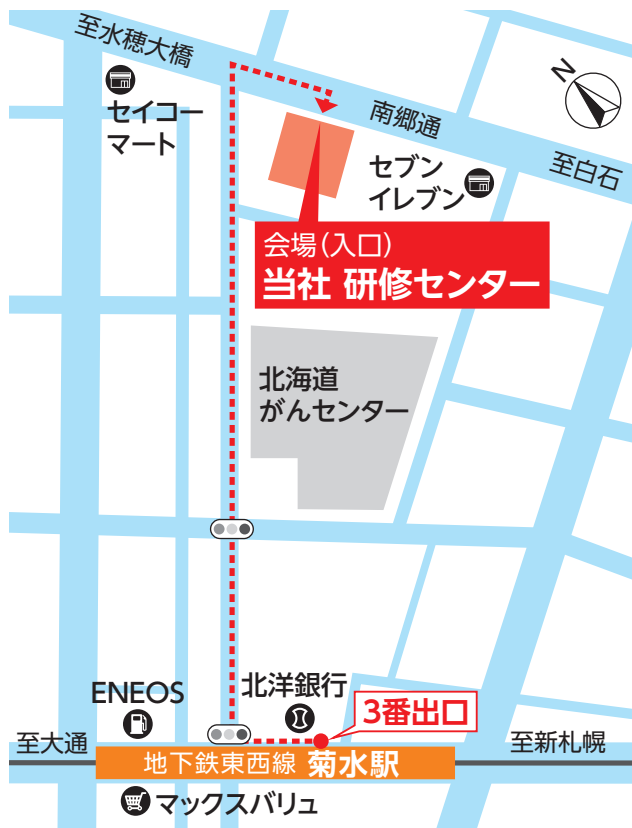 至水穂大橋
セイコー
マート
N
南郷通
至白石
セブン
イレブン
会場(入口)
当社 研修センター
北海道
がんセンター
ENEOS
北洋銀行
3番出口
至大通
地下鉄東西線 菊水駅
至新札幌
マックスバリュ